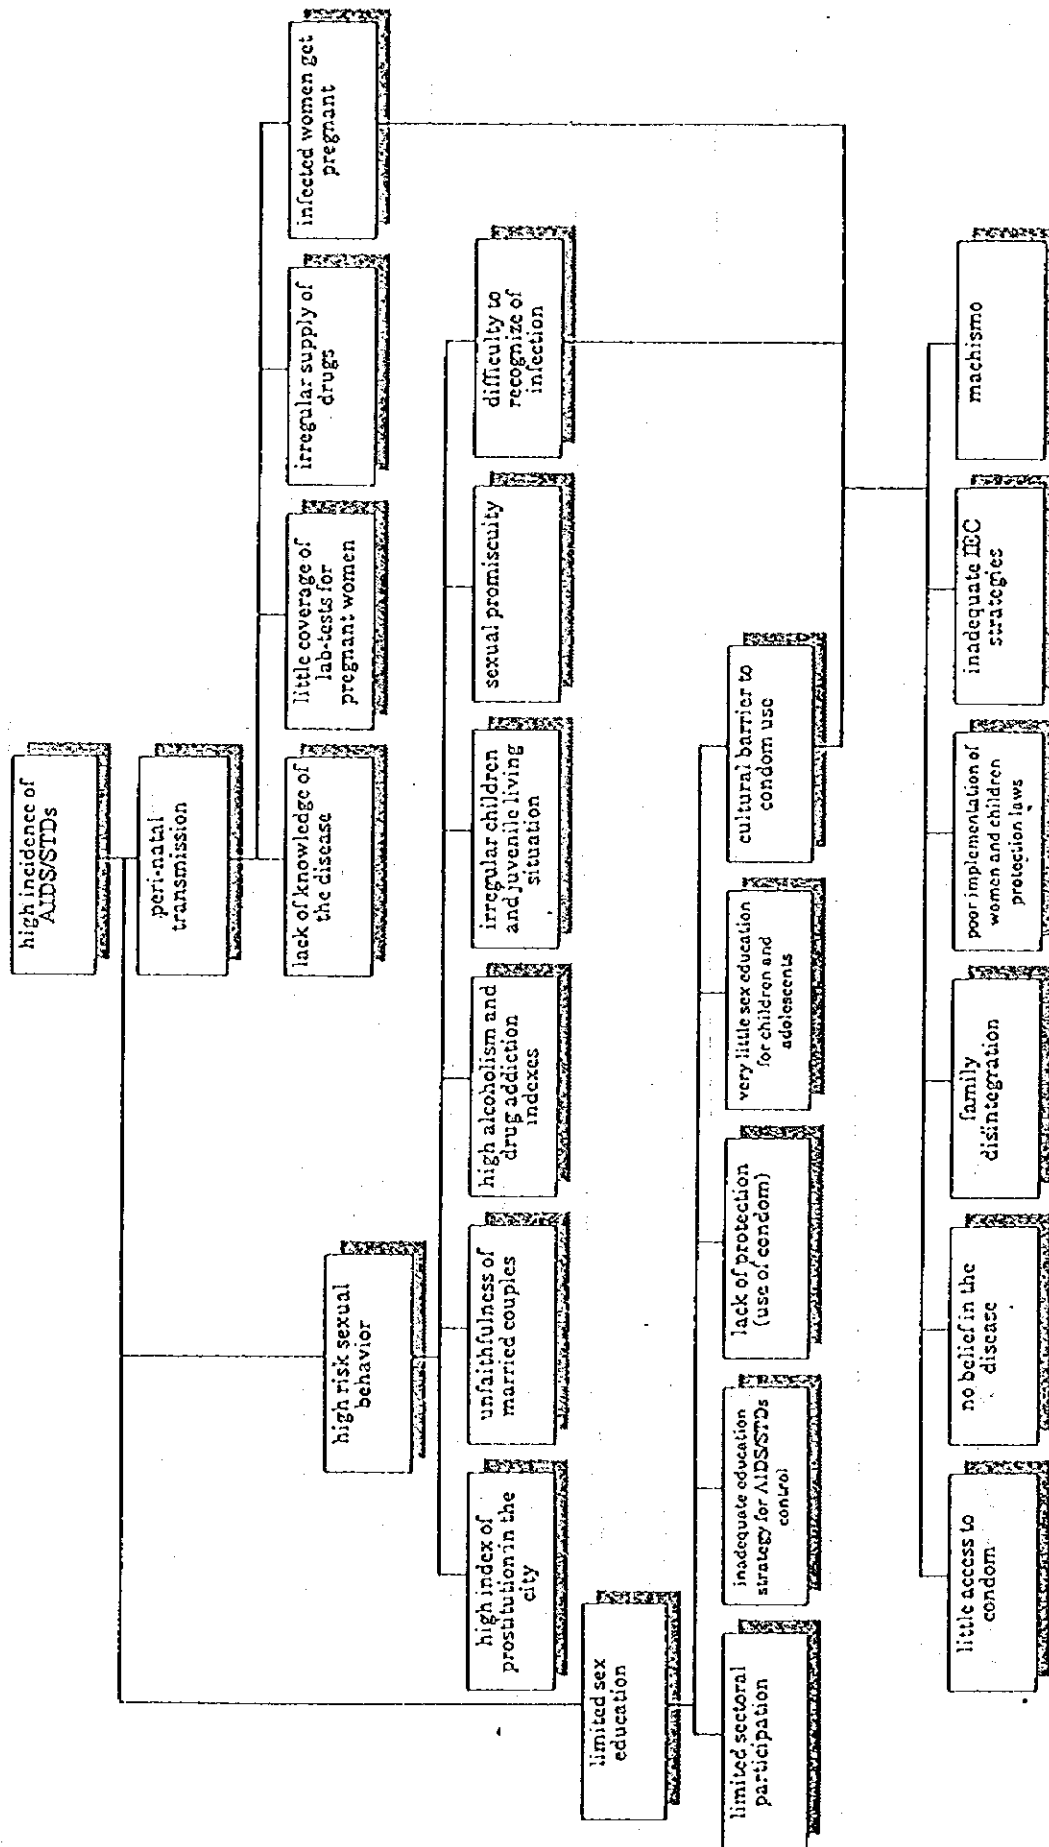 high incidence of
AIDS/STDs
peri-natal
transmission
lack of knowledge of
the disease
little coverage of
lab-tests for
pregnant women
irregular supply of
drugs
infected women get
pregnant
high risk sexual
behavior
high index of
prostitution in the
city
unfaithfulness of
married couples
high alcoholism and
drug addiction
indexes
irregular children
and juvenile living
situation
sexual promiscuity
difficulty to
recognize of
infection
limited sex
education
limited sectoral
participation
inadequate education
strategy for AIDS/STDs
control
lack of protection
(use of condom)
very little sex education
for children and
adolescents
cultural barrier to
condom use
little access to
condom
no belief in the
disease
family
disintegration
poor implementation of
women and children
protection laws
inadequate IEC
strategies
machismo